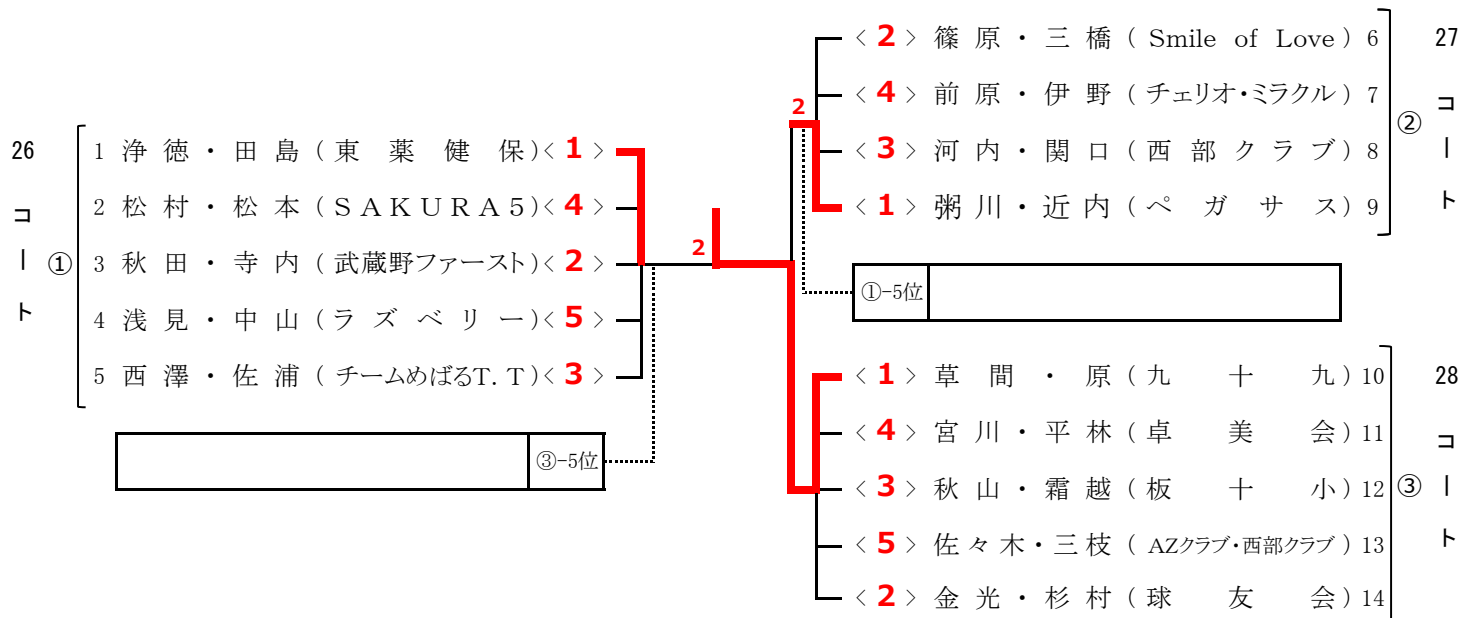 26
コ
ー
ト
①
1 浄徳・田島(東薬健保)<1>
2 松村・松本(SAKURA5)<4>
3 秋田・寺内(武蔵野ファースト)<2>
4 浅見・中山(ラズベリー)<5>
5 西澤・佐浦(チームめばるT.T)<3>
③-5位
2
2
<2>篠原・三橋(Smile of Love)6
<4>前原・伊野(チェリオ・ミラクル)7
<3>河内・関口(西部クラブ)8
<1>粥川・近内(ペガサス)9
②
27
コ
ー
ト
①-5位
<1>草間・原(九十九)10
<4>宮川・平林(卓美会)11
<3>秋山・霜越(板十小)12
<5>佐々木・三枝(AZクラブ・西部クラブ)13
<2>金光・杉村(球友会)14
③
28
コ
ー
ト